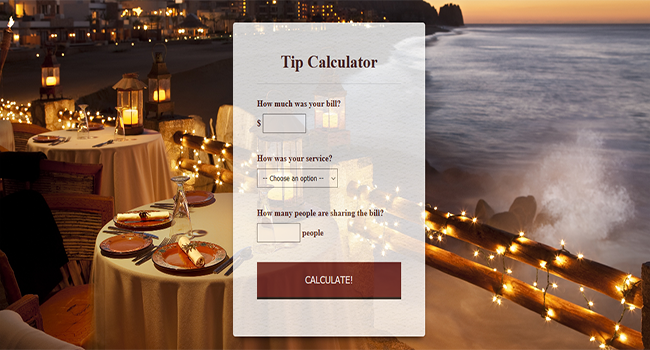 Tip Calculator
How much was your bill?
$
How was your service?
-- Choose an option --
How many people are sharing the bill?
people
CALCULATE!